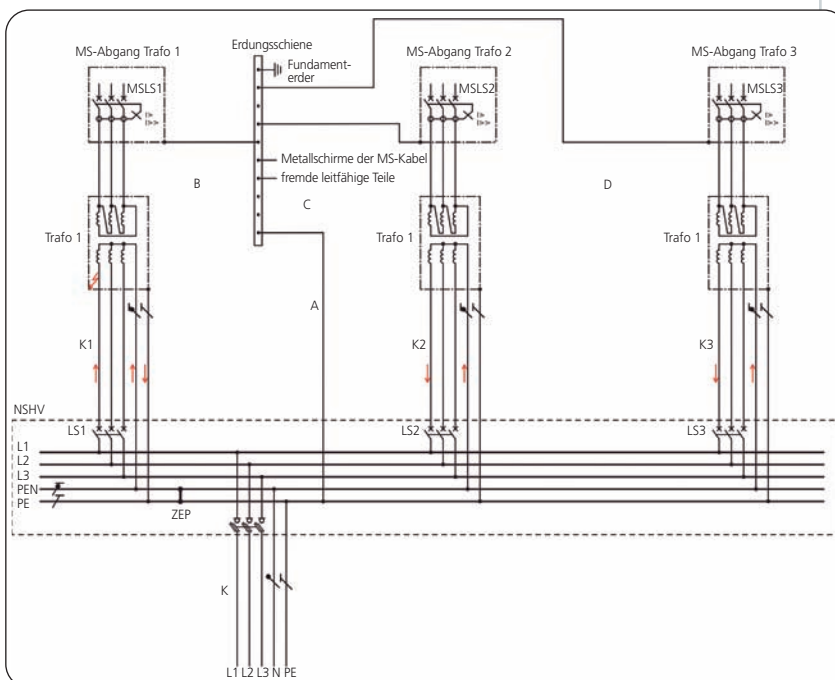 MS-Abgang Trafo 1
Erdungsschiene
MS-Abgang Trafo 2
MS-Abgang Trafo 3
Fundament-
erder
MSLS1
MSLS2
MSLS3
I>
I>>
I>
I>>
I>
I>>
Metallschirme der MS-Kabel
fremde leitfähige Teile
B
C
D
Trafo 1
Trafo 1
Trafo 1
A
K1
K2
K3
NSHV
LS1
LS2
LS3
L1
L2
L3
PEN
PE
ZEP
K
L1 L2 L3 N PE